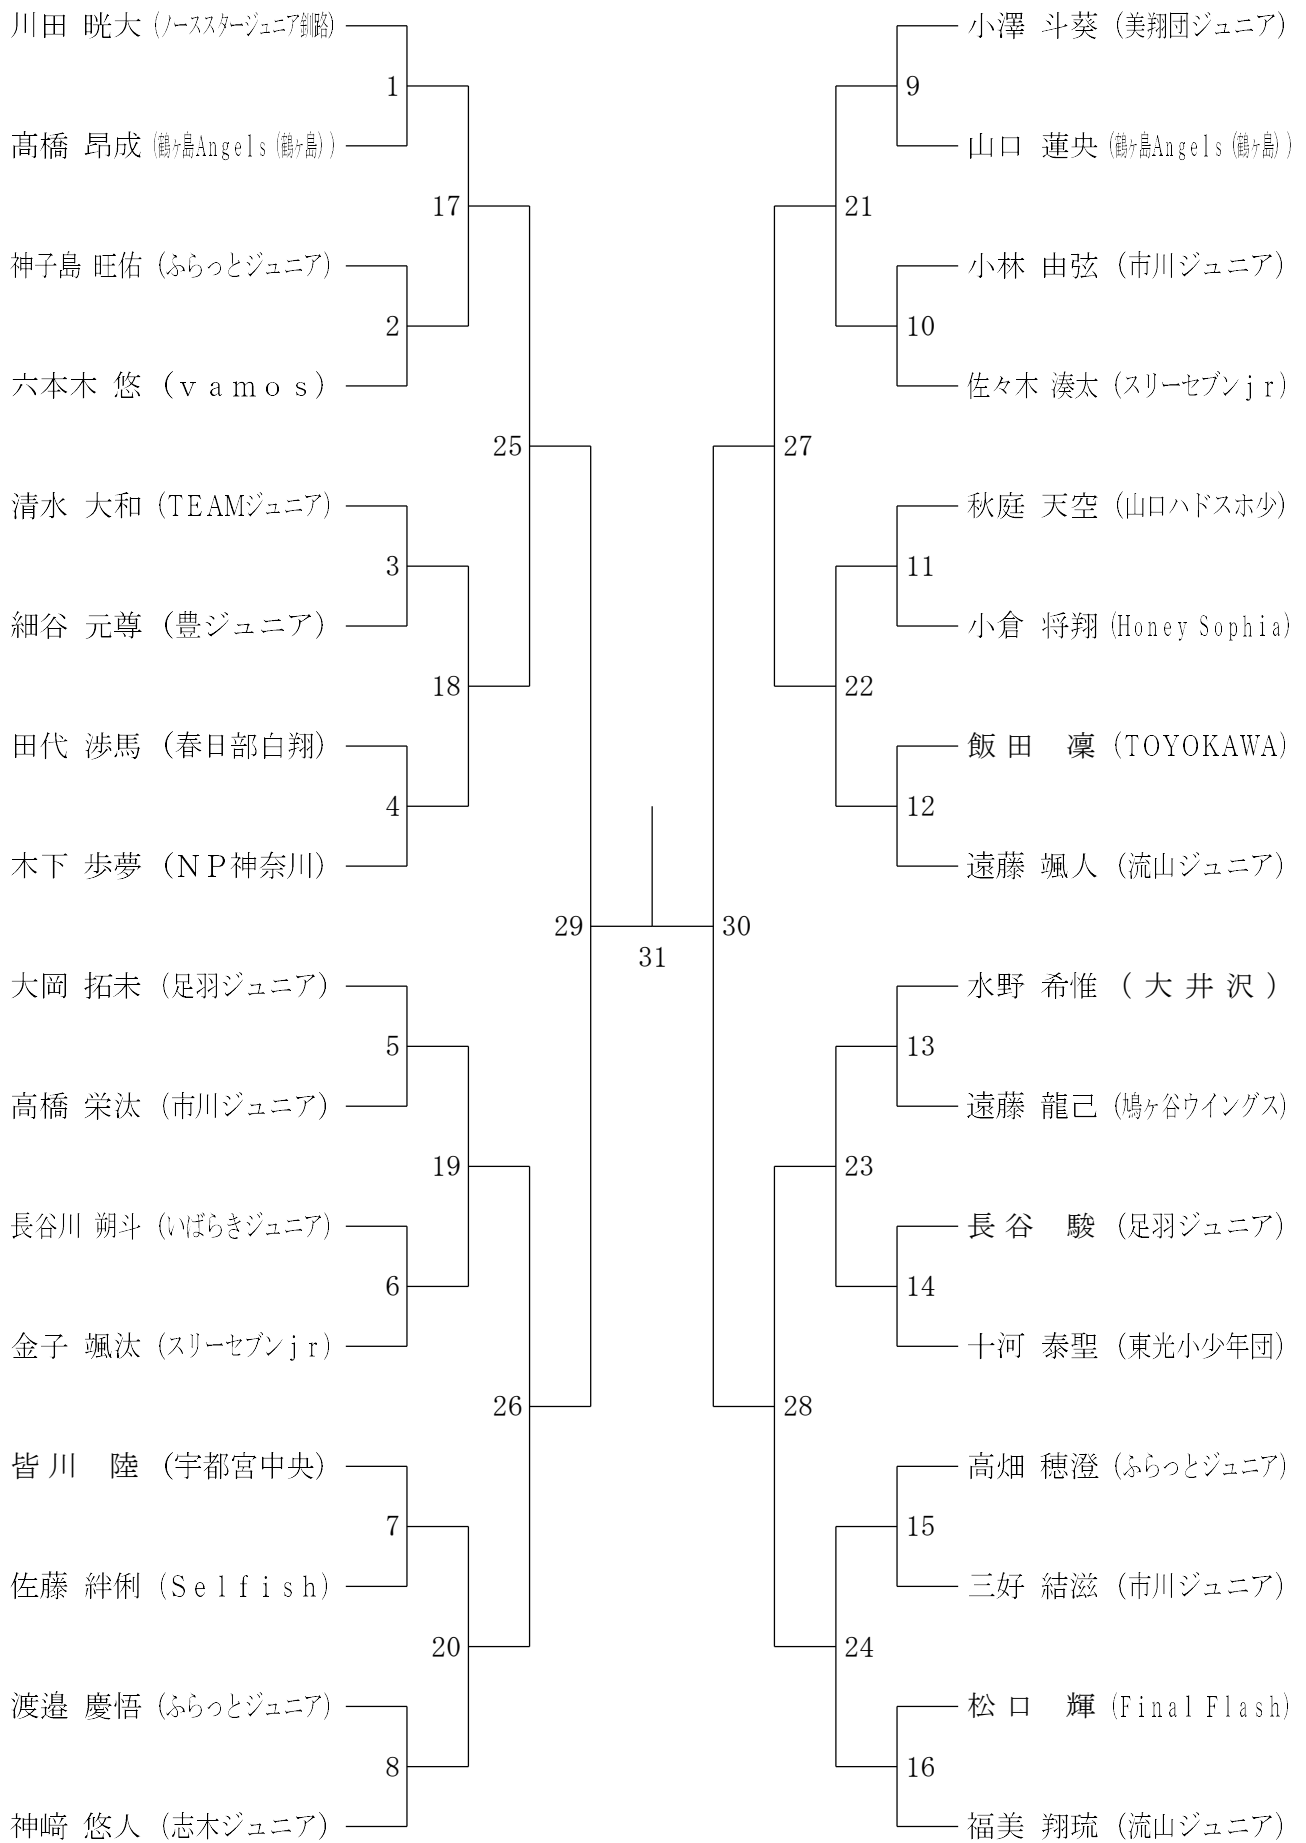 川田 晄大 (ノーススタージュニア釧路)
1
髙橋 昂成 (鶴ヶ島Angels (鶴ヶ島))
17
神子島 旺佑 (ふらっとジュニア)
2
六本木 悠 (ｖａｍｏｓ)
25
清水 大和 (TEAMジュニア)
3
細谷 元尊 (豊ジュニア)
18
田代 渉馬 (春日部白翔)
4
木下 歩夢 (ＮＰ神奈川)
29
大岡 拓未 (足羽ジュニア)
5
高橋 栄汰 (市川ジュニア)
19
長谷川 朔斗 (いばらきジュニア)
6
金子 颯汰 (スリーセブンｊｒ)
26
皆川 陸 (宇都宮中央)
7
佐藤 絆俐 (Selfish)
20
渡邉 慶悟 (ふらっとジュニア)
8
神﨑 悠人 (志木ジュニア)
31
小澤 斗葵 (美翔団ジュニア)
9
山口 蓮央 (鶴ヶ島Angels (鶴ヶ島))
21
小林 由弦 (市川ジュニア)
10
佐々木 湊太 (スリーセブンｊｒ)
27
秋庭 天空 (山口ハドスポ少)
11
小倉 将翔 (Honey Sophia)
22
飯田 凜 (TOYOKAWA)
12
遠藤 颯人 (流山ジュニア)
30
水野 希惟 (大井沢)
13
遠藤 龍己 (鳩ヶ谷ウイングス)
23
長谷 駿 (足羽ジュニア)
14
十河 泰聖 (東光小少年団)
28
高畑 穂澄 (ふらっとジュニア)
15
三好 結滋 (市川ジュニア)
24
松口 輝 (Final Flash)
16
福美 翔琉 (流山ジュニア)